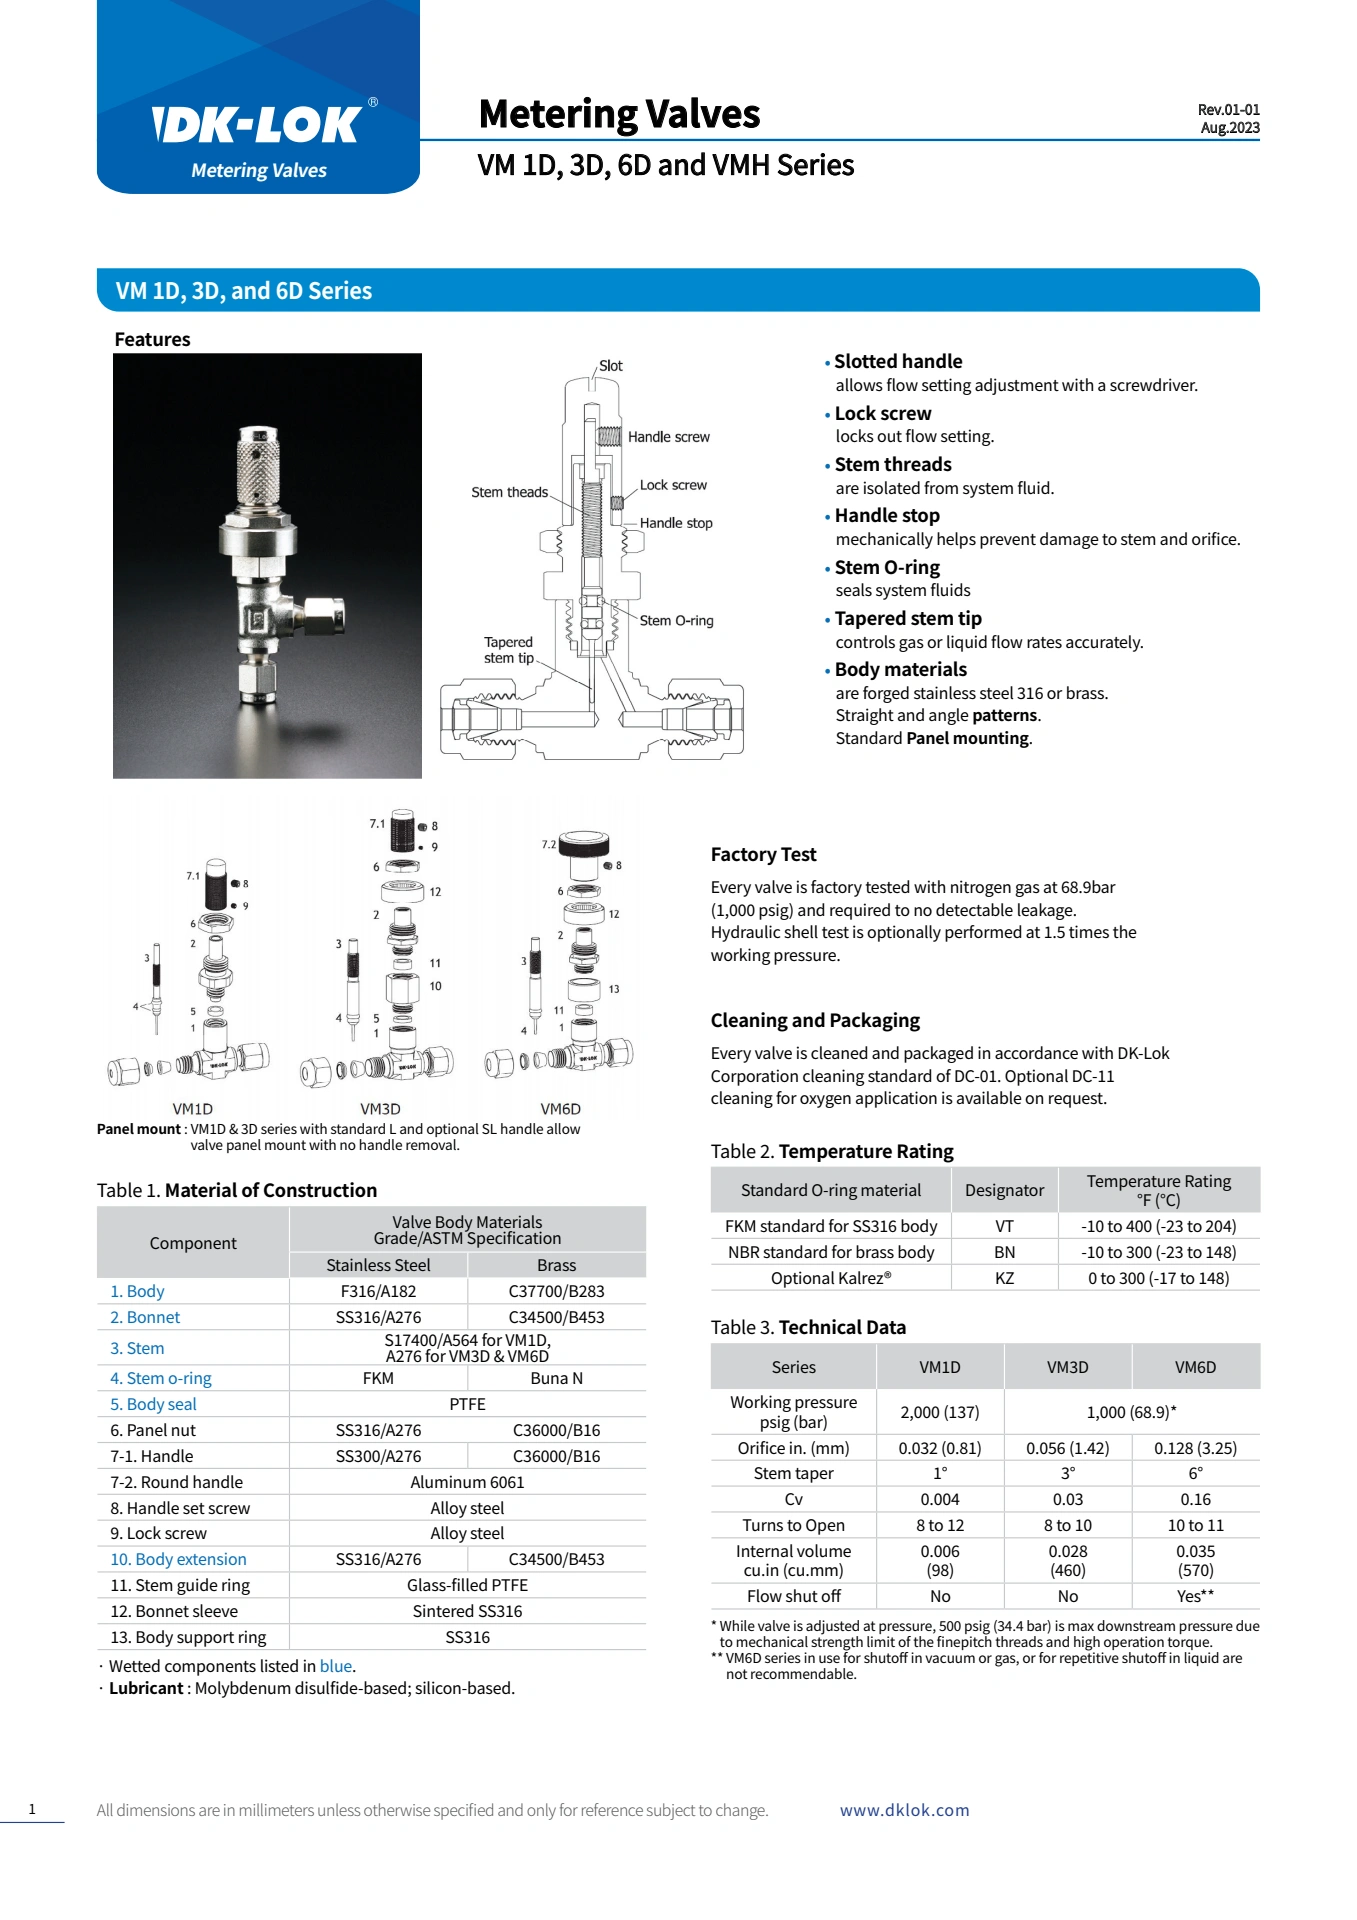 DK-LOK®
Metering Valves
Metering Valves
Rev.01-01
Aug.2023
VM 1D, 3D, 6D and VMH Series
VM 1D, 3D, and 6D Series
Features
Slot
Handle screw
Stem theads
Lock screw
Handle stop
Stem O-ring
Tapered
stem tip
• Slotted handle
allows flow setting adjustment with a screwdriver.
• Lock screw
locks out flow setting.
• Stem threads
are isolated from system fluid.
• Handle stop
mechanically helps prevent damage to stem and orifice.
• Stem O-ring
seals system fluids
• Tapered stem tip
controls gas or liquid flow rates accurately.
• Body materials
are forged stainless steel 316 or brass.
Straight and angle patterns.
Standard Panel mounting.
7.1
8
9
6
2
3
4
5
1
DK-LOK
VM1D
7.1
8
9
6
12
2
3
11
10
4
5
1
DK-LOK
VM3D
7.2
8
6
12
2
3
13
11
4
1
DK-LOK
VM6D
Panel mount : VM1D & 3D series with standard L and optional SL handle allow
valve panel mount with no handle removal.
Table 1. Material of Construction
Component
Valve Body Materials
Grade/ASTM Specification
Stainless Steel Brass
1. Body F316/A182 C37700/B283
2. Bonnet SS316/A276 C34500/B453
3. Stem S17400/A564 for VM1D,
A276 for VM3D & VM6D
4. Stem o-ring FKM Buna N
5. Body seal PTFE
6. Panel nut SS316/A276 C36000/B16
7-1. Handle SS300/A276 C36000/B16
7-2. Round handle Aluminum 6061
8. Handle set screw Alloy steel
9. Lock screw Alloy steel
10. Body extension SS316/A276 C34500/B453
11. Stem guide ring Glass-filled PTFE
12. Bonnet sleeve Sintered SS316
13. Body support ring SS316
· Wetted components listed in blue.
· Lubricant : Molybdenum disulfide-based; silicon-based.
Factory Test
Every valve is factory tested with nitrogen gas at 68.9bar
(1,000 psig) and required to no detectable leakage.
Hydraulic shell test is optionally performed at 1.5 times the
working pressure.
Cleaning and Packaging
Every valve is cleaned and packaged in accordance with DK-Lok
Corporation cleaning standard of DC-01. Optional DC-11
cleaning for oxygen application is available on request.
Table 2. Temperature Rating
Standard O-ring material Designator Temperature Rating
°F (°C)
FKM standard for SS316 body VT -10 to 400 (-23 to 204)
NBR standard for brass body BN -10 to 300 (-23 to 148)
Optional Kalrez® KZ 0 to 300 (-17 to 148)
Table 3. Technical Data
Series VM1D VM3D VM6D
Working pressure
psig (bar) 2,000 (137) 1,000 (68.9)*
Orifice in. (mm) 0.032 (0.81) 0.056 (1.42) 0.128 (3.25)
Stem taper 1° 3° 6°
Cv 0.004 0.03 0.16
Turns to Open 8 to 12 8 to 10 10 to 11
Internal volume 0.006 0.028 0.035
cu.in (cu.mm) (98) (460) (570)
Flow shut off No No Yes**
* While valve is adjusted at pressure, 500 psig (34.4 bar) is max downstream pressure due
to mechanical strength limit of the finepitch threads and high operation torque.
** VM6D series in use for shutoff in vacuum or gas, or for repetitive shutoff in liquid are
not recommendable.
1
All dimensions are in millimeters unless otherwise specified and only for reference subject to change.
www.dklok.com